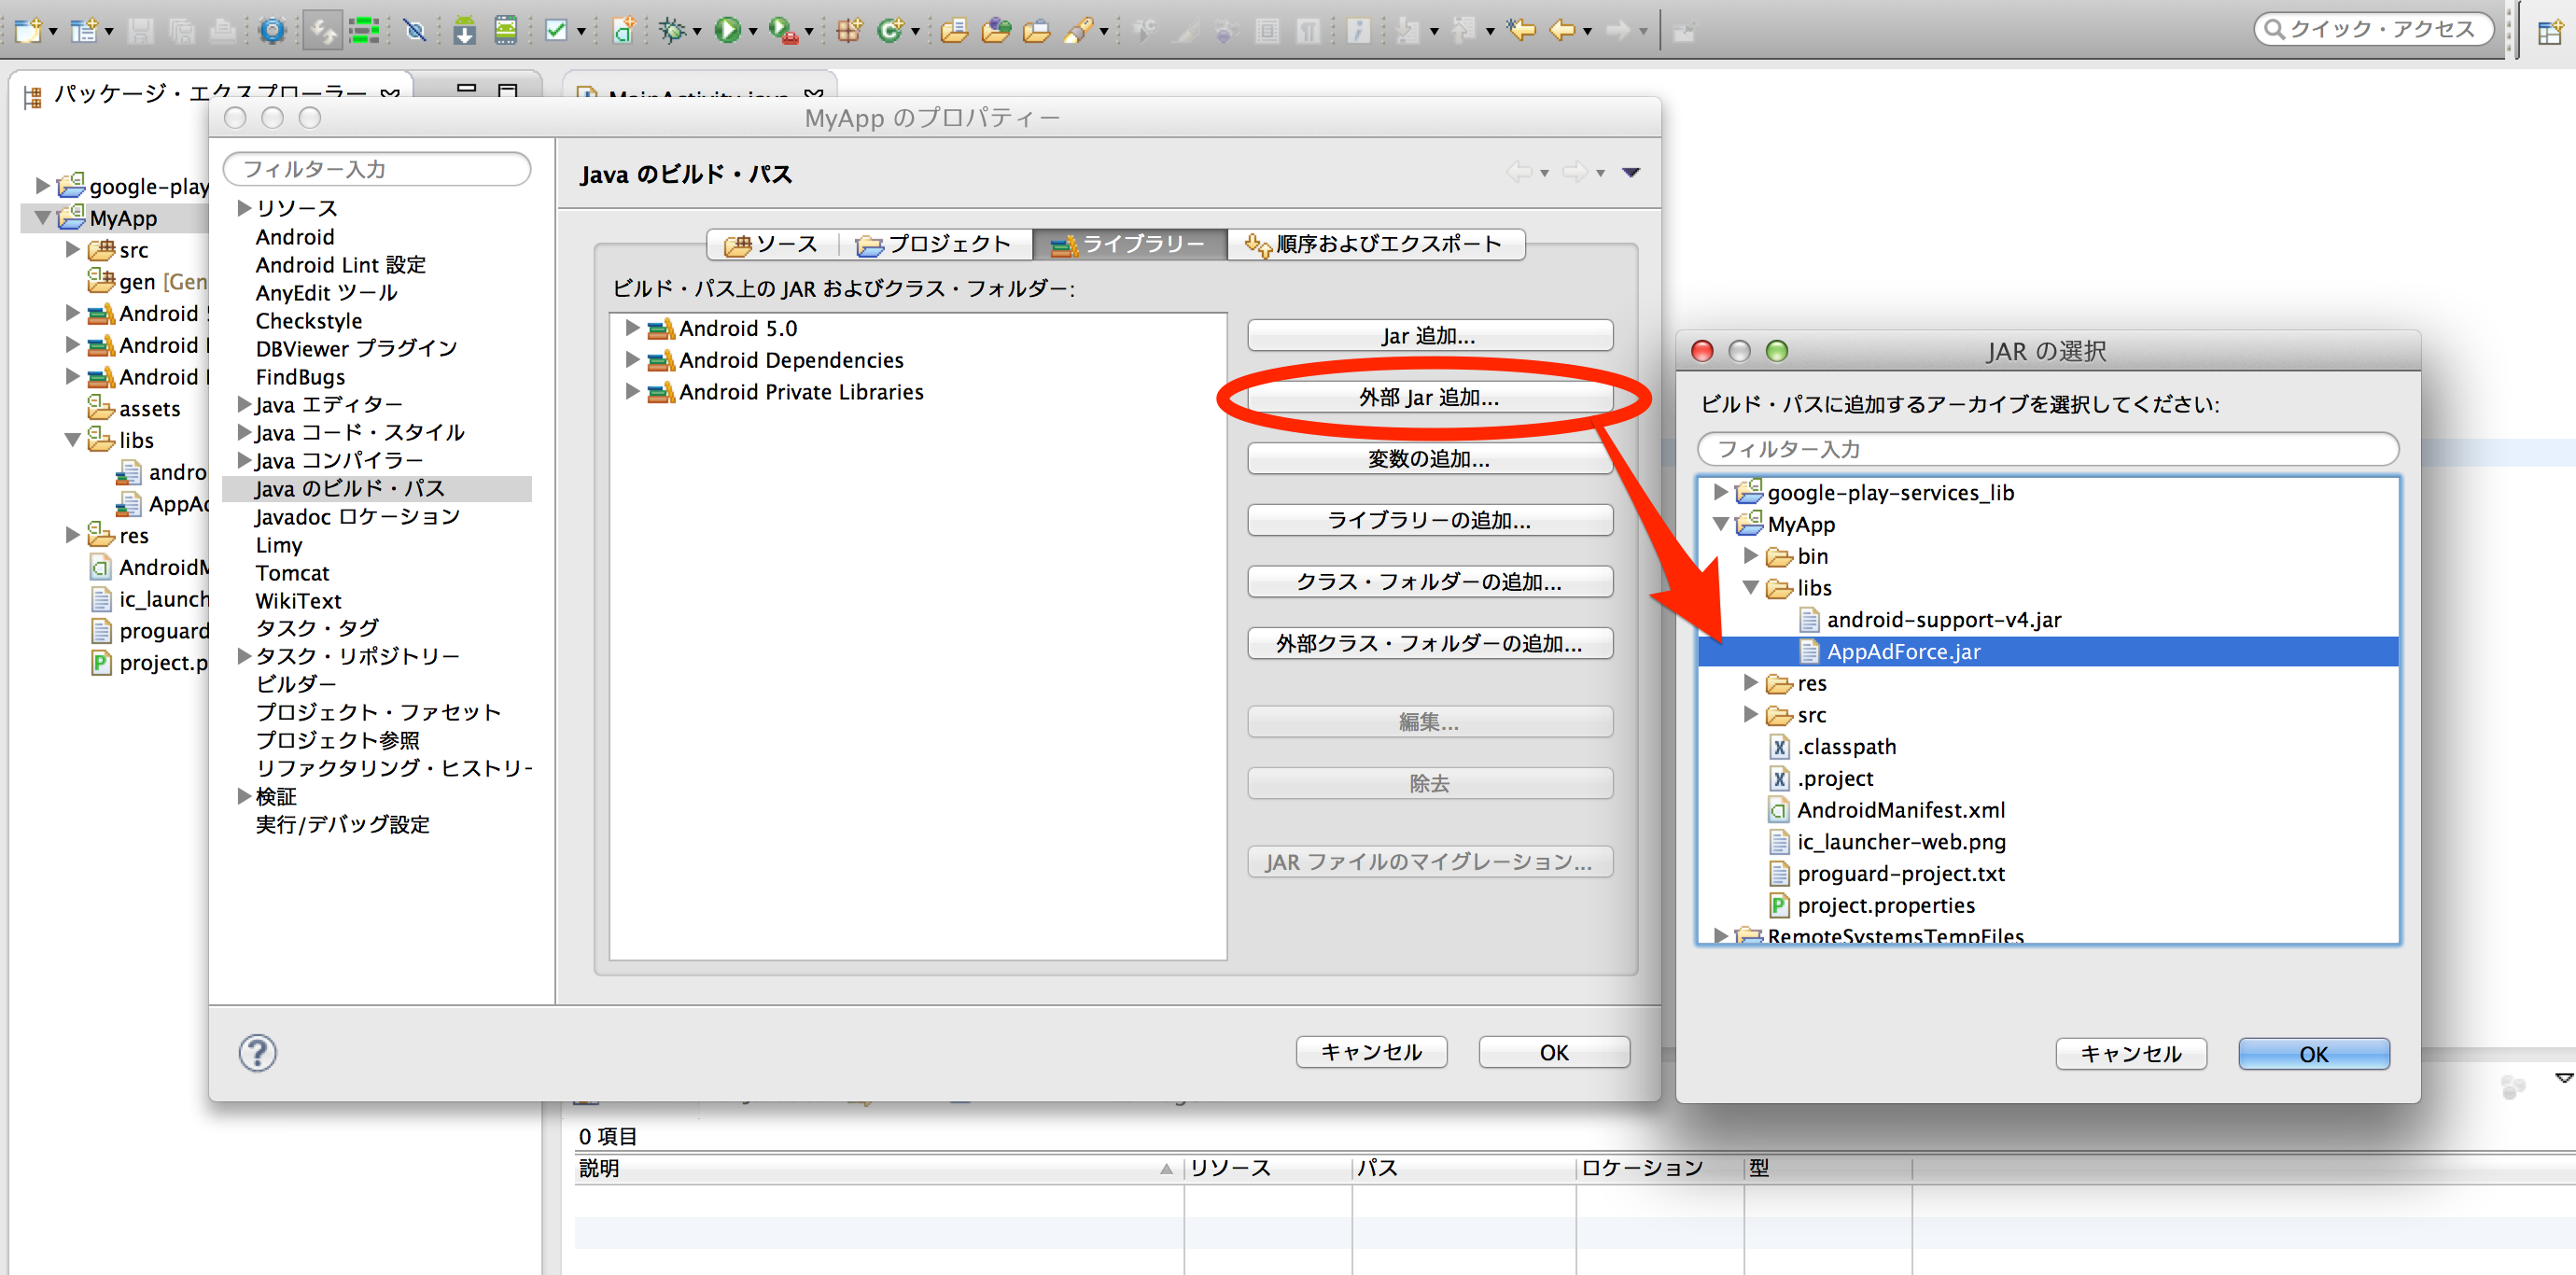 クイック・アクセス
パッケージ・エクスプローラー
MainActivity.java
google-play
MyApp
src
gen [Gen
Android
Android
Android
assets
libs
andro
AppAd
res
AndroidM
ic_launch
proguard
project.p
MyApp のプロパティー
フィルター入力
リソース
Android
Android Lint 設定
AnyEdit ツール
Checkstyle
DBViewer プラグイン
FindBugs
Java エディター
Java コード・スタイル
Java コンパイラー
Java のビルド・パス
Javadoc ロケーション
Limy
Tomcat
WikiText
タスク・タグ
タスク・リポジトリー
ビルダー
プロジェクト・ファセット
プロジェクト参照
リファクタリング・ヒストリー
検証
実行/デバッグ設定
Java のビルド・パス
ソース
プロジェクト
ライブラリー
順序およびエクスポート
ビルド・パス上の JAR およびクラス・フォルダー:
Android 5.0
Android Dependencies
Android Private Libraries
Jar 追加...
外部 Jar 追加...
変数の追加...
ライブラリーの追加...
クラス・フォルダーの追加...
外部クラス・フォルダーの追加...
編集...
除去
JAR ファイルのマイグレーション...
?
キャンセル
OK
JAR の選択
ビルド・パスに追加するアーカイブを選択してください:
フィルター入力
google-play-services_lib
MyApp
bin
libs
android-support-v4.jar
AppAdForce.jar
res
src
.classpath
.project
AndroidManifest.xml
ic_launcher-web.png
proguard-project.txt
project.properties
RemoteSystemsTempFiles
キャンセル
OK
0 項目
説明
リソース
パス
ロケーション
型